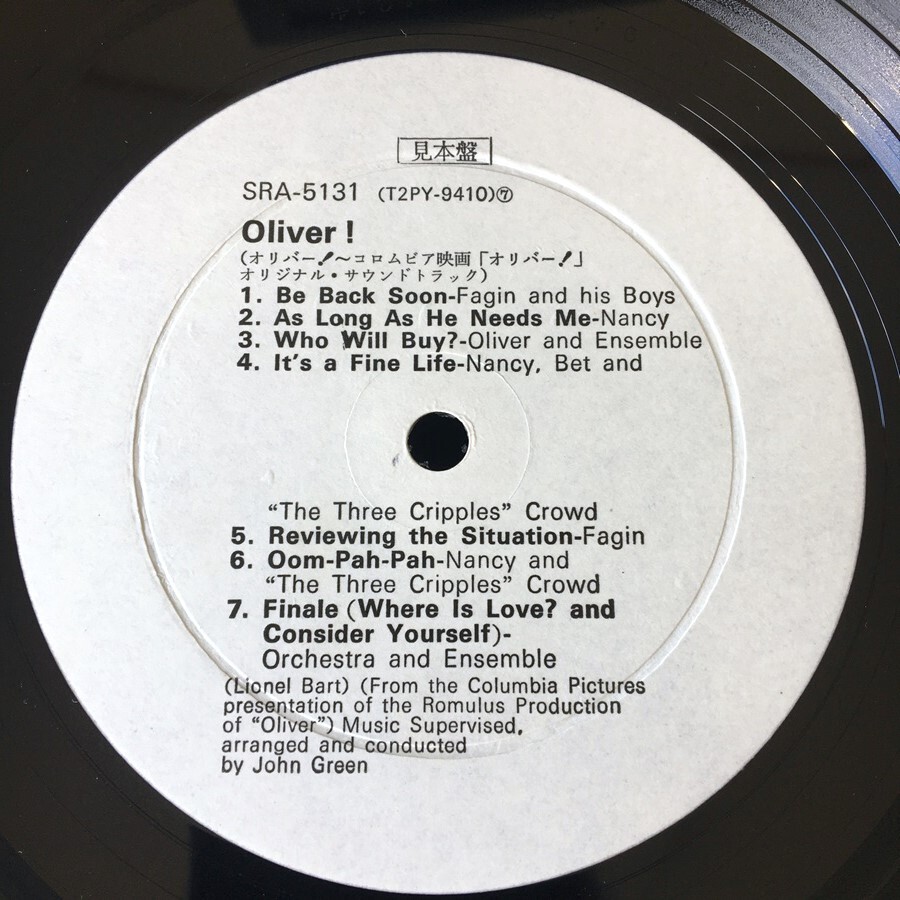 見本盤
SRA-5131 (T2PY-9410)⑦
Oliver!
(オリバー!～コロムビア映画「オリバー!」
オリジナル・サウンドトラック)
1. Be Back Soon-Fagin and his Boys
2. As Long As He Needs Me-Nancy
3. Who Will Buy?-Oliver and Ensemble
4. It's a Fine Life-Nancy, Bet and
“The Three Cripples” Crowd
5. Reviewing the Situation-Fagin
6. Oom-Pah-Pah-Nancy and
“The Three Cripples” Crowd
7. Finale (Where Is Love? and
Consider Yourself)-
Orchestra and Ensemble
(Lionel Bart) (From the Columbia Pictures
presentation of the Romulus Production
of “Oliver”) Music Supervised,
arranged and conducted
by John Green